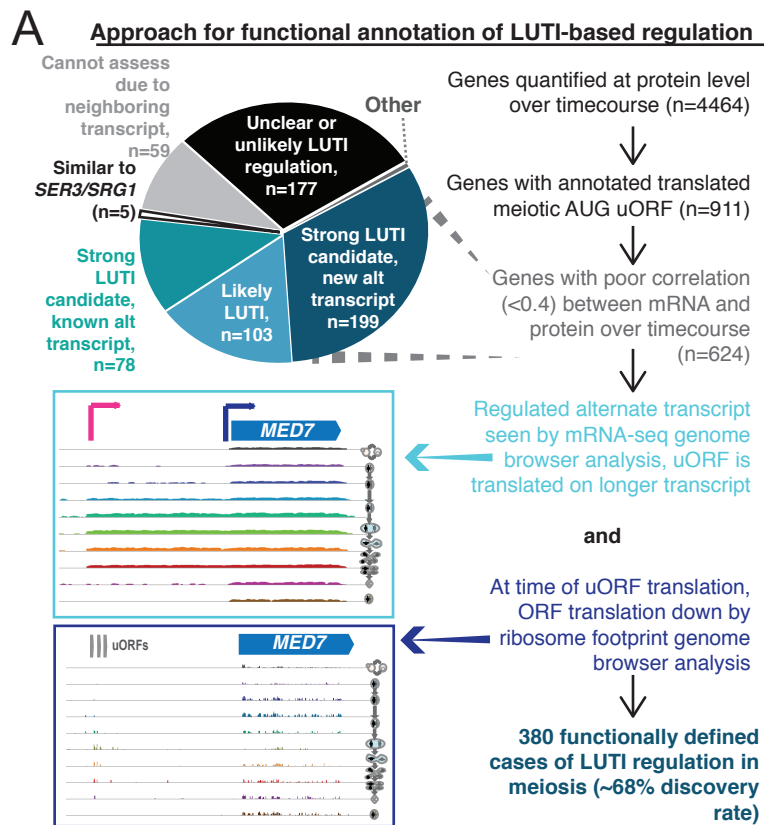 A
Approach for functional annotation of LUTI-based regulation
Cannot assess
due to
neighboring
transcript,
n=59
Other
Unclear or
unlikely LUTI
regulation,
n=177
Similar to
SER3/SRG1
(n=5)
Strong LUTI
candidate,
new alt
transcript
n=199
Strong
LUTI
candidate,
known alt
transcript,
n=78
Likely
LUTI,
n=103
Genes quantified at protein level
over timecourse (n=4464)
Genes with annotated translated
meiotic AUG uORF (n=911)
Genes with poor correlation
(<0.4) between mRNA and
protein over timecourse
(n=624)
Regulated alternate transcript
seen by mRNA-seq genome
browser analysis, uORF is
translated on longer transcript
and
At time of uORF translation,
ORF translation down by
ribosome footprint genome
browser analysis
380 functionally defined
cases of LUTI regulation in
meiosis (~68% discovery
rate)
MED7
uORFs
MED7